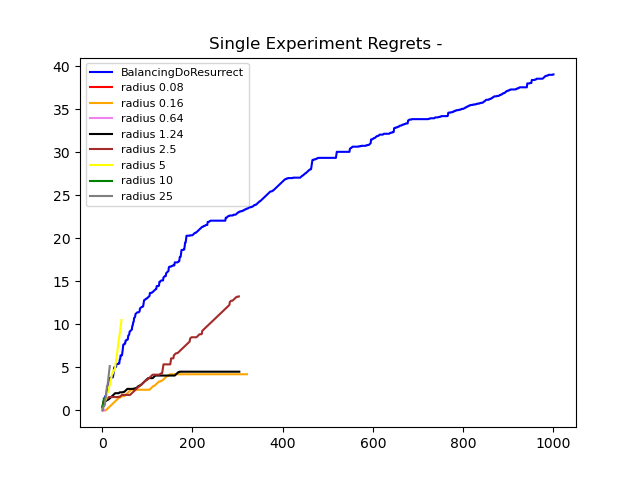 Single Experiment Regrets -
BalancingDoResurrect
radius 0.08
radius 0.16
radius 0.64
radius 1.24
radius 2.5
radius 5
radius 10
radius 25
40
35
30
25
20
15
10
5
0
0 200 400 600 800 1000